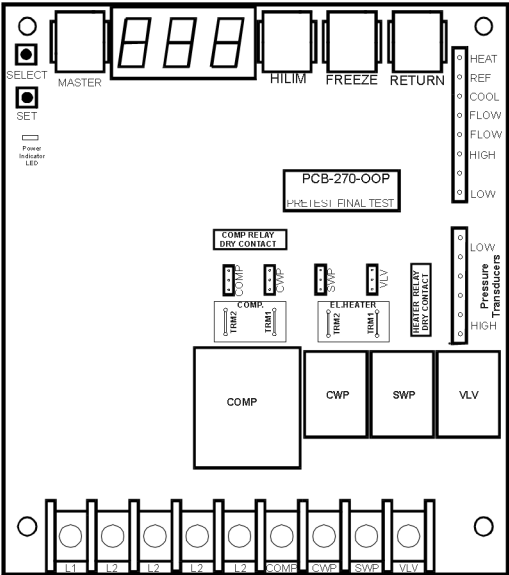 SELECT
MASTER
HILIM
FREEZE
RETURN
SET
Power
Indicator
LED
HEAT
REF
COOL
FLOW
FLOW
HIGH
LOW
PCB-270-OOP
PRETEST FINAL TEST
COMP RELAY
DRY CONTACT
COMP
CWP
SWP
VLV
COMP.
TRM2
TRM1
EL.HEATER
TRM2
TRM1
HEATER RELAY
DRY CONTACT
LOW
HIGH
Pressure
Transducers
COMP
CWP
SWP
VLV
L1
L2
L2
L2
L2
COMP
CWP
SWP
VLV